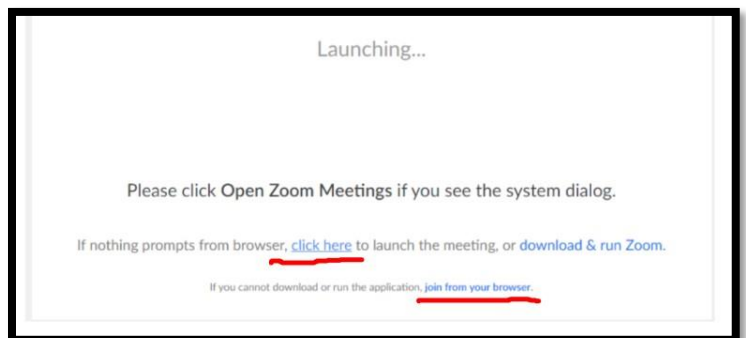 Launching...
Please click Open Zoom Meetings if you see the system dialog.
If nothing prompts from browser, click here to launch the meeting, or download & run Zoom.
If you cannot download or run the application, join from your browser.